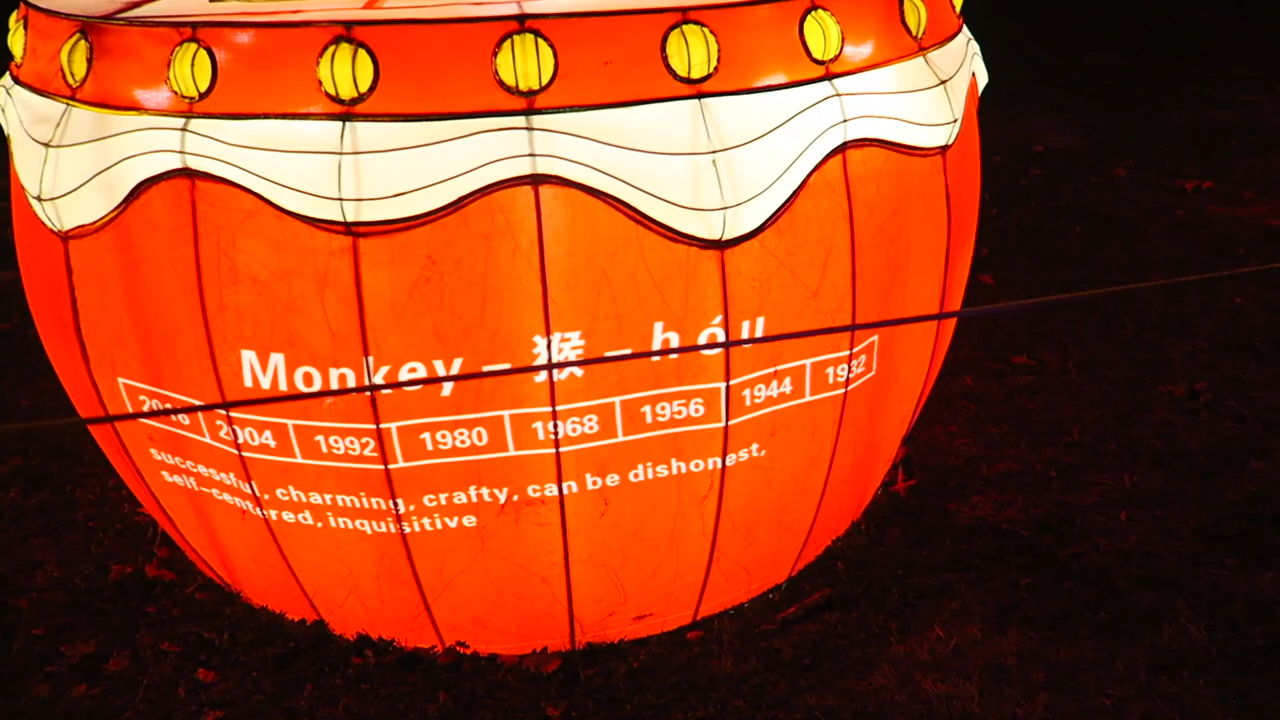 Monkey – 猴 – hóu
2016 2004 1992 1980 1968 1956 1944 1932
successful, charming, crafty, can be dishonest,
self-centered, inquisitive